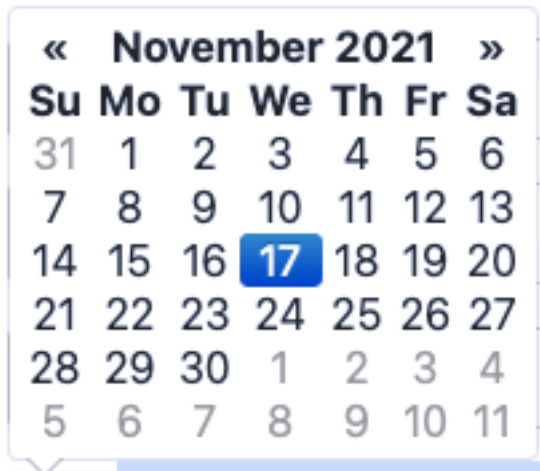 « November 2021 »
Su Mo Tu We Th Fr Sa
31 1 2 3 4 5 6
7 8 9 10 11 12 13
14 15 16 17 18 19 20
21 22 23 24 25 26 27
28 29 30 1 2 3 4
5 6 7 8 9 10 11